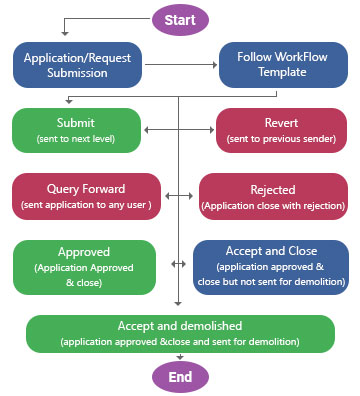 Start
Application/Request
Submission
Follow WorkFlow
Template
Submit
(sent to next level)
Revert
(sent to previous sender)
Query Forward
(sent application to any user )
Rejected
(Application close with rejection)
Approved
(Application Approved
& close)
Accept and Close
(application approved &
close but not sent for demolition)
Accept and demolished
(application approved &close and sent for demolition)
End